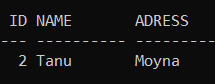 ID NAME       ADRESS
--- ---------- ---------
  2 Tanu       Moyna